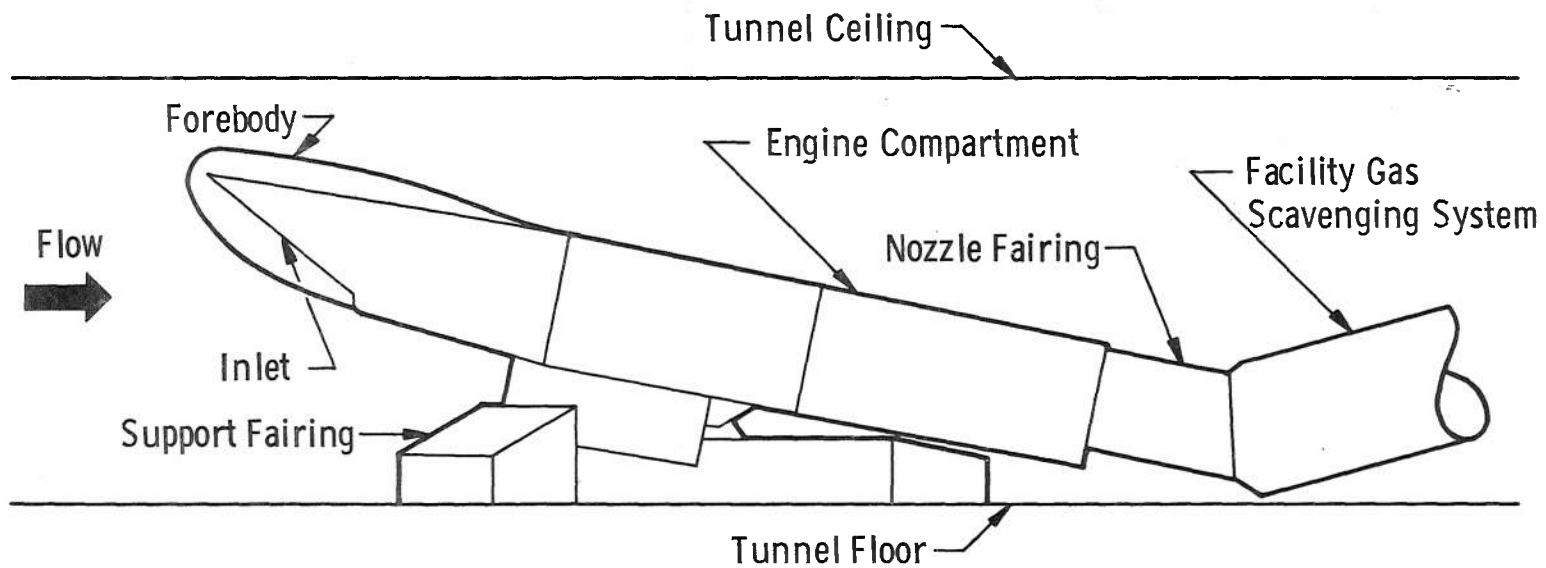 Tunnel Ceiling
Forebody
Engine Compartment
Facility Gas
Scavenging System
Flow
Nozzle Fairing
Inlet
Support Fairing
Tunnel Floor